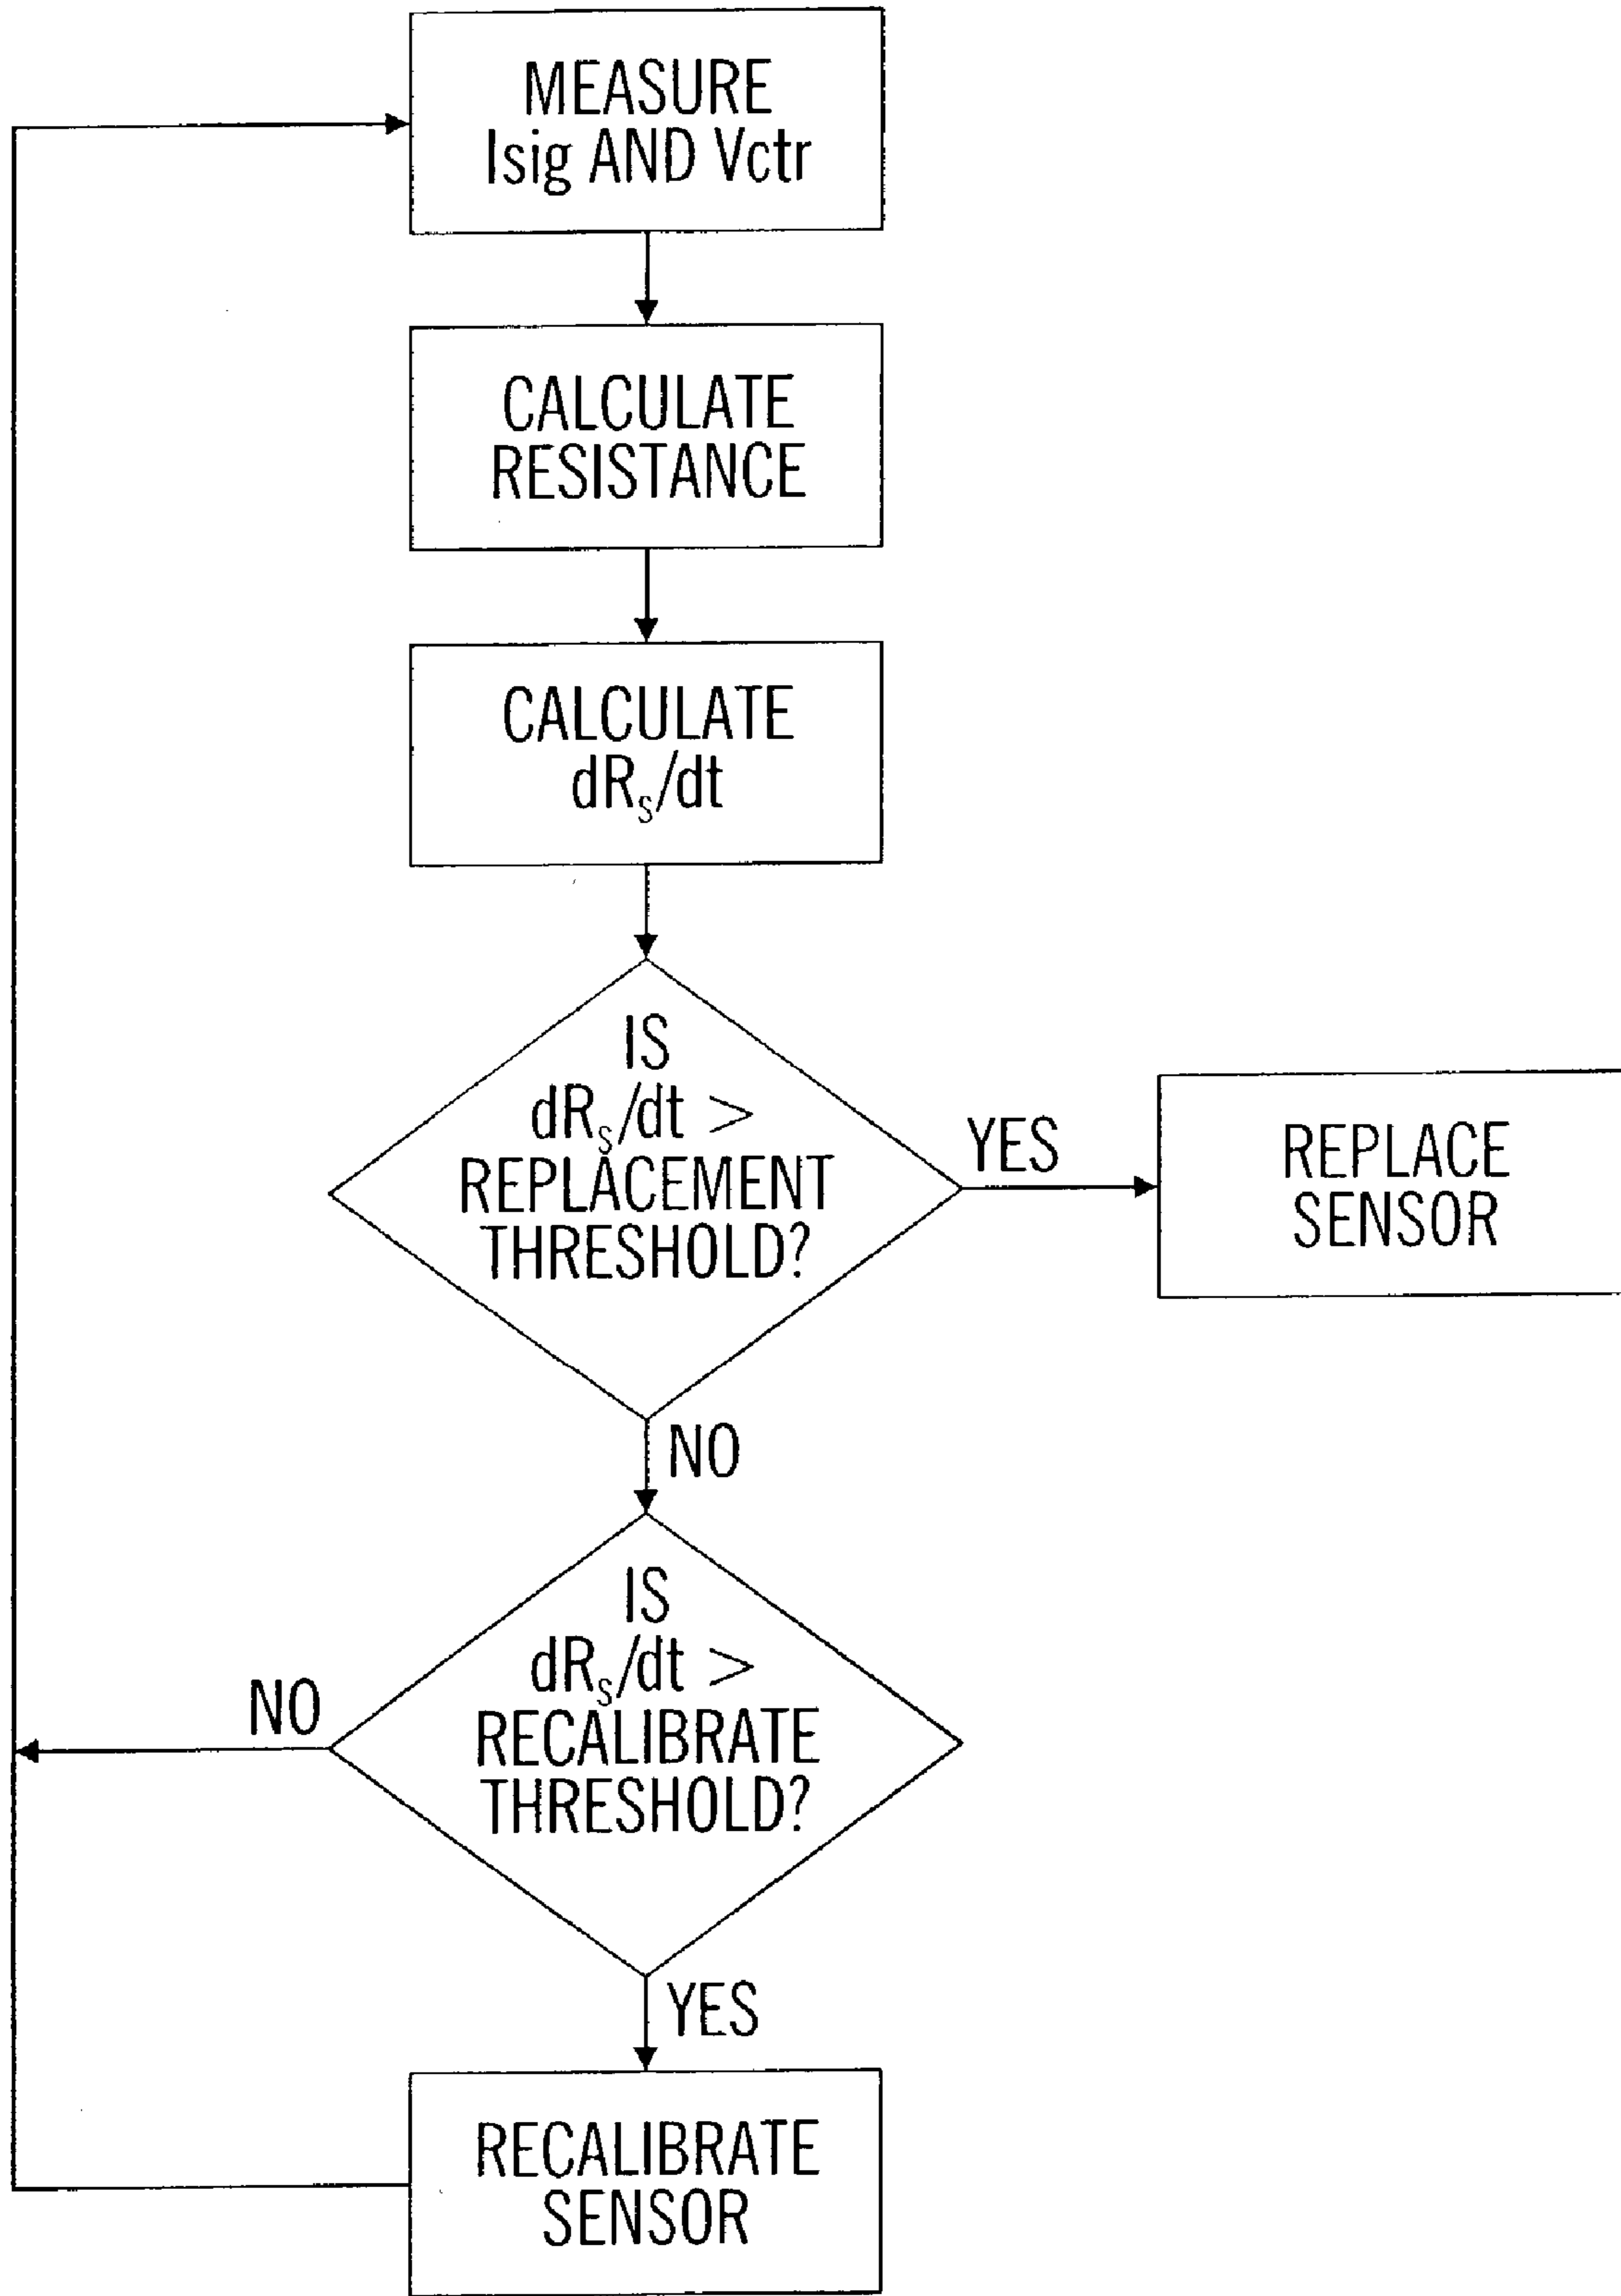 MEASURE
Isig AND Vctr
CALCULATE
RESISTANCE
CALCULATE
dRₛ/dt
IS
dRₛ/dt >
REPLACEMENT
THRESHOLD?
YES
REPLACE
SENSOR
NO
IS
dRₛ/dt >
RECALIBRATE
THRESHOLD?
NO
YES
RECALIBRATE
SENSOR